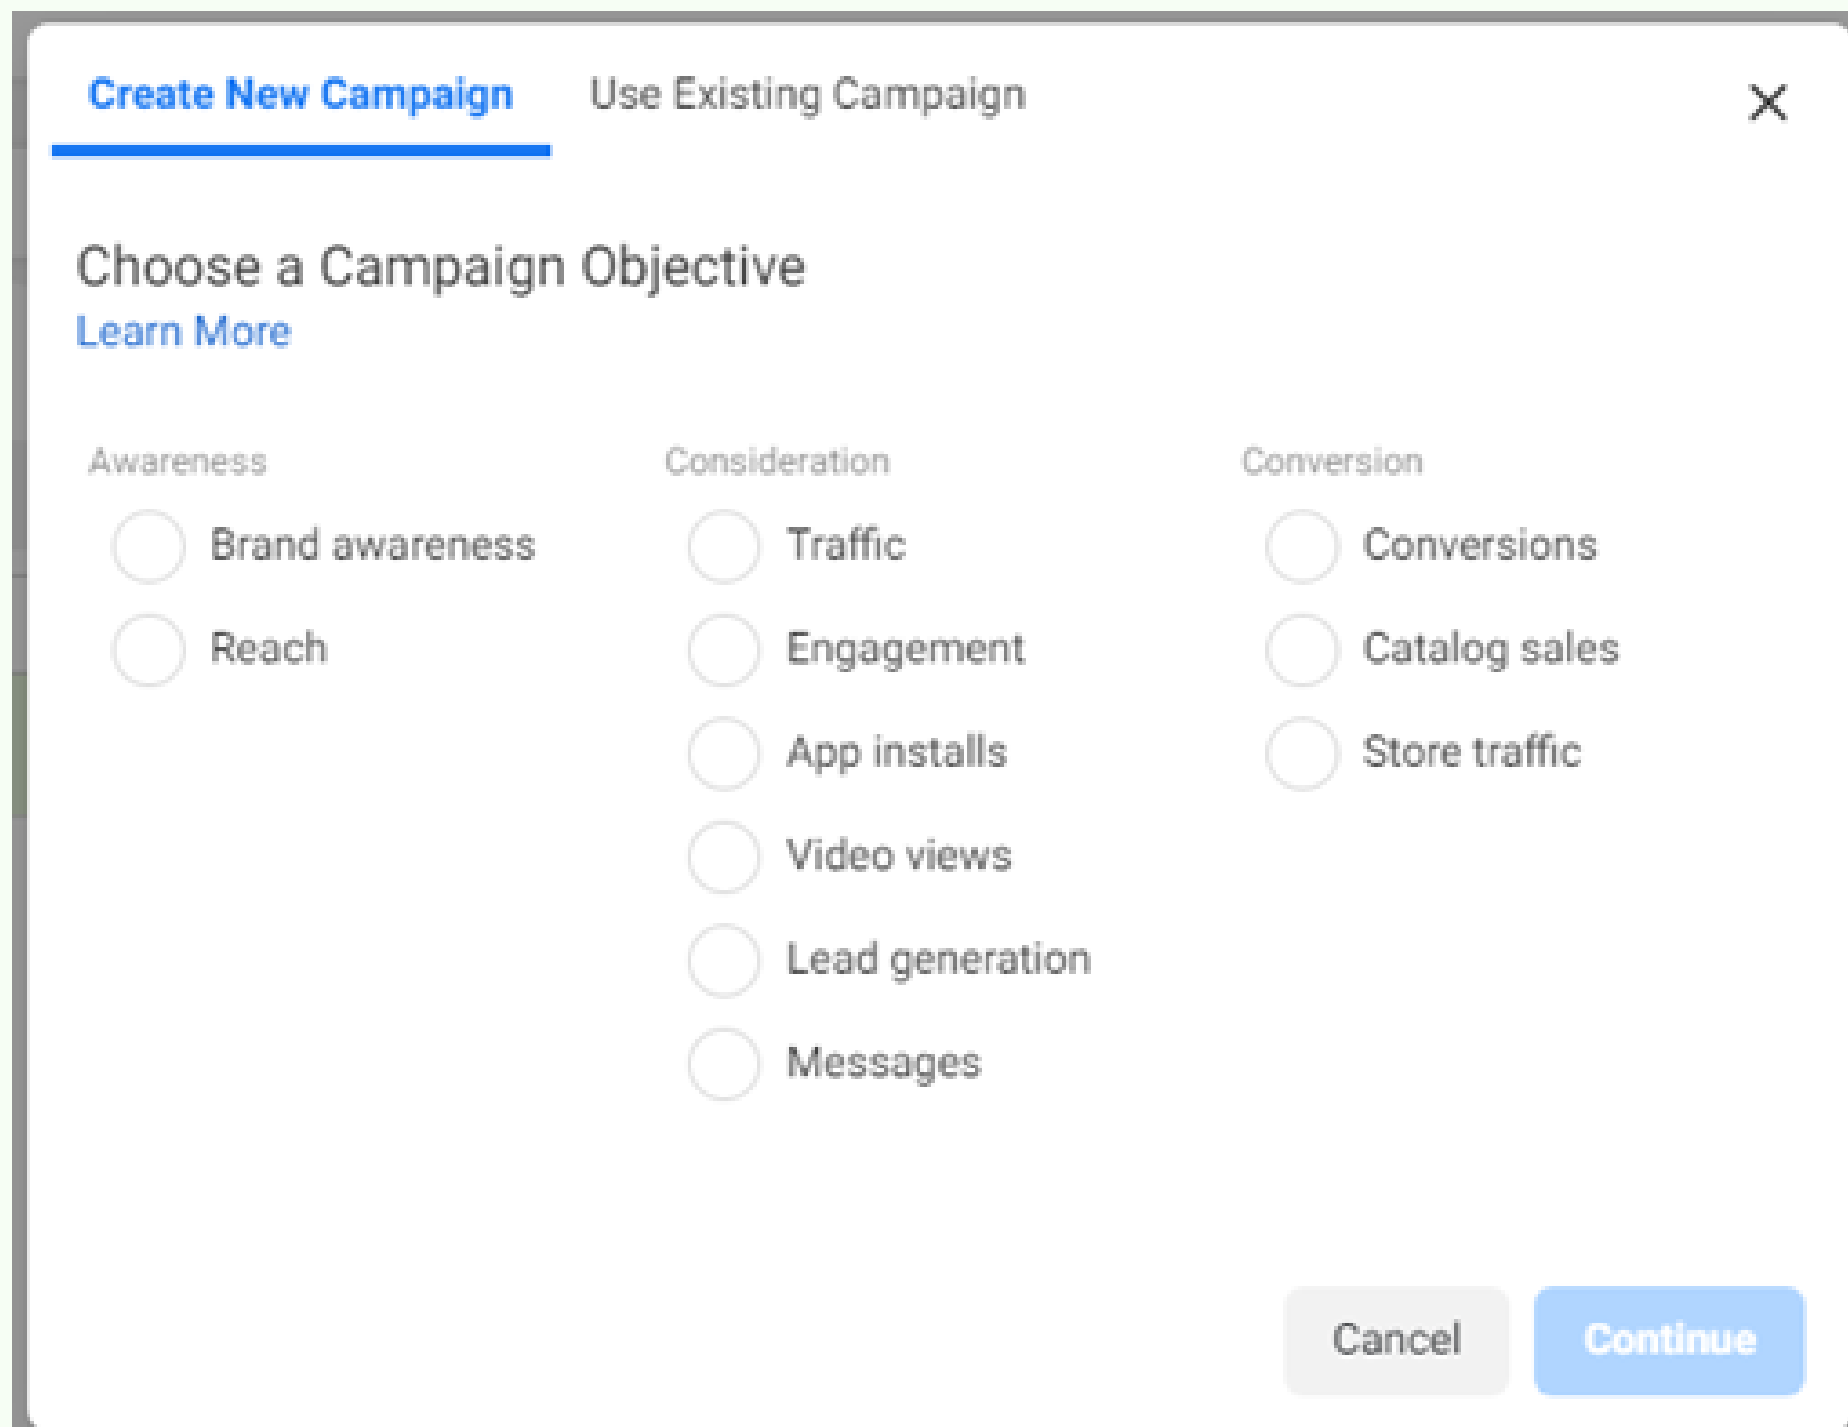 Create New Campaign
Use Existing Campaign
Choose a Campaign Objective
Learn More
Awareness
Brand awareness
Reach
Consideration
Traffic
Engagement
App installs
Video views
Lead generation
Messages
Conversion
Conversions
Catalog sales
Store traffic
Cancel
Continue